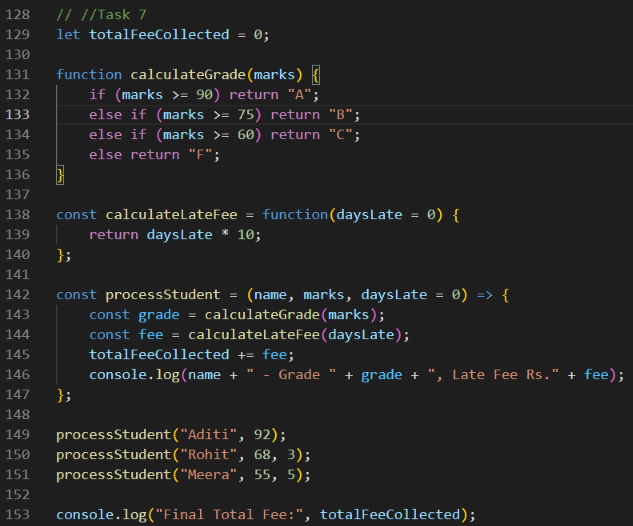 128 // //Task 7
129 let totalFeeCollected = 0;
130
131 function calculateGrade(marks) {
132     if (marks >= 90) return "A";
133     else if (marks >= 75) return "B";
134     else if (marks >= 60) return "C";
135     else return "F";
136 }
137
138 const calculateLateFee = function(daysLate = 0) {
139     return daysLate * 10;
140 };
141
142 const processStudent = (name, marks, daysLate = 0) => {
143     const grade = calculateGrade(marks);
144     const fee = calculateLateFee(daysLate);
145     totalFeeCollected += fee;
146     console.log(name + " - Grade " + grade + ", Late Fee Rs." + fee);
147 };
148
149 processStudent("Aditi", 92);
150 processStudent("Rohit", 68, 3);
151 processStudent("Meera", 55, 5);
152
153 console.log("Final Total Fee:", totalFeeCollected);